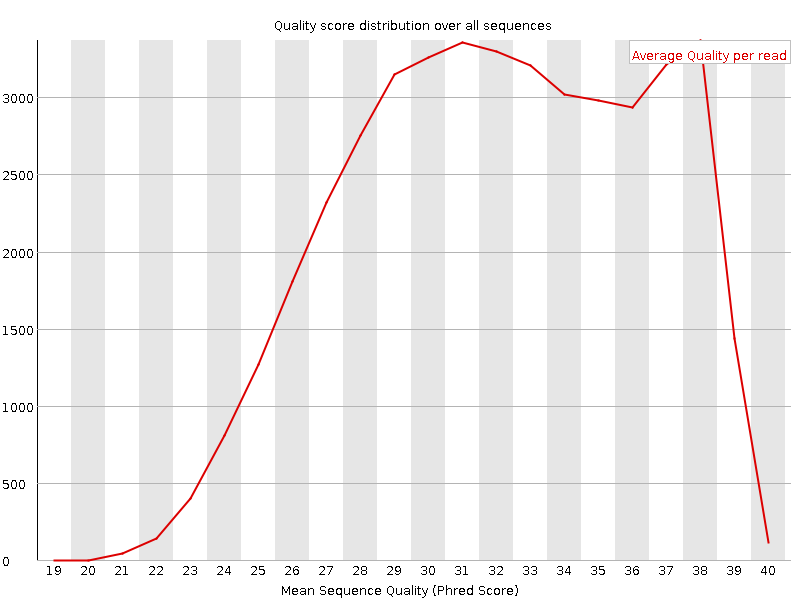 Quality score distribution over all sequences
Average Quality per read
3000
2500
2000
1500
1000
500
0
19 20 21 22 23 24 25 26 27 28 29 30 31 32 33 34 35 36 37 38 39 40
Mean Sequence Quality (Phred Score)